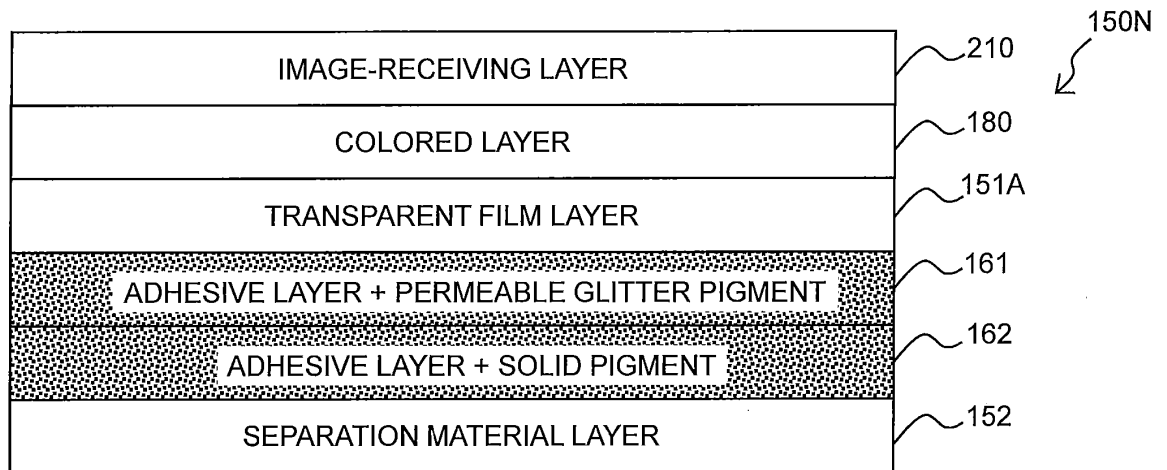 150N
IMAGE-RECEIVING LAYER
210
COLORED LAYER
180
TRANSPARENT FILM LAYER
151A
ADHESIVE LAYER + PERMEABLE GLITTER PIGMENT
161
ADHESIVE LAYER + SOLID PIGMENT
162
SEPARATION MATERIAL LAYER
152